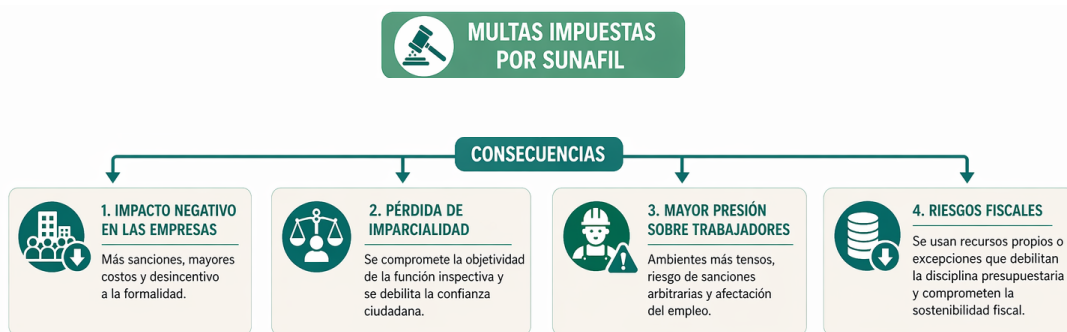 MULTAS IMPUESTAS
POR SUNAFIL
CONSECUENCIAS
1. IMPACTO NEGATIVO
EN LAS EMPRESAS
Más sanciones, mayores
costos y desincentivo
a la formalidad.
2. PÉRDIDA DE
IMPARCIALIDAD
Se compromete la objetividad
de la función inspectiva y
se debilita la confianza
ciudadana.
3. MAYOR PRESIÓN
SOBRE TRABAJADORES
Ambientes más tensos,
riesgo de sanciones
arbitrarias y afectación
del empleo.
4. RIESGOS FISCALES
Se usan recursos propios o
excepciones que debilitan
la disciplina presupuestaria
y comprometen la
sostenibilidad fiscal.